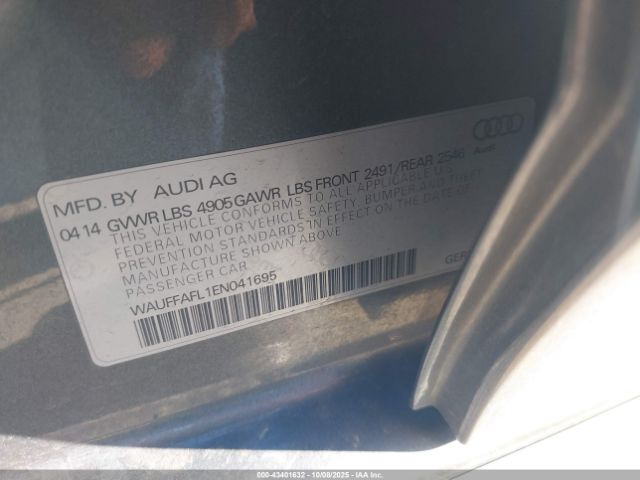 MFD. BY AUDI AG
0414 GVWR LBS 4905 GAWR LBS FRONT 2491/REAR 2546
THIS VEHICLE CONFORMS TO ALL APPLICABLE U.S.
FEDERAL MOTOR VEHICLE SAFETY, BUMPER AND THEFT
PREVENTION STANDARDS IN EFFECT ON THE DATE OF
MANUFACTURE SHOWN ABOVE
PASSENGER CAR
WAUFFAFL1EN041695
Audi
000-43401632 - 10/08/2025 - IAA Inc.